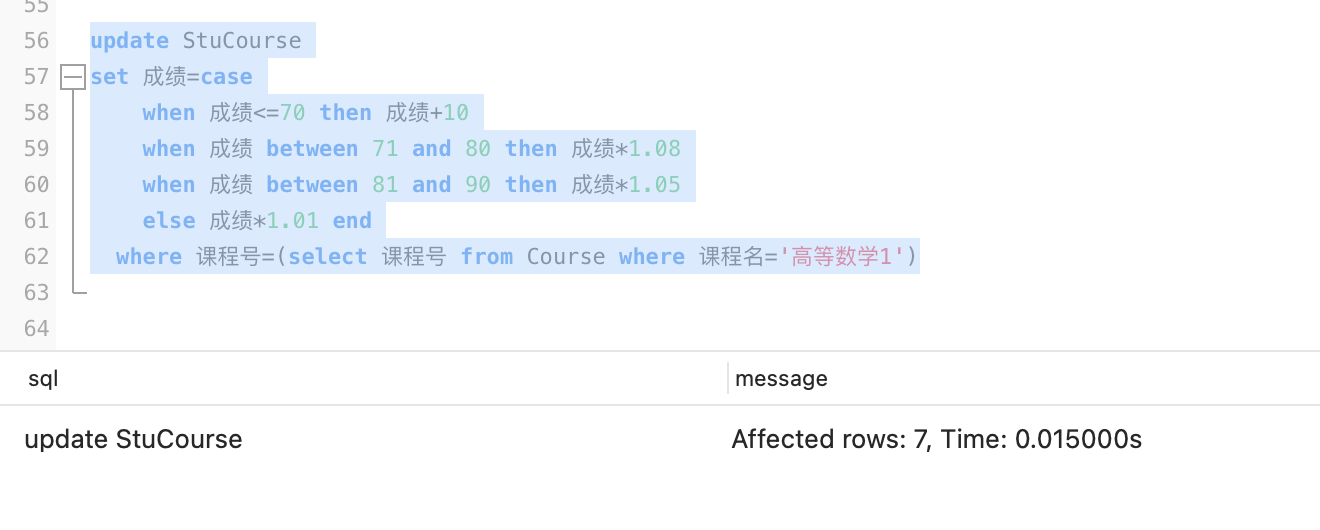 55
56 update StuCourse
57 set 成绩=case
58 when 成绩<=70 then 成绩+10
59 when 成绩 between 71 and 80 then 成绩*1.08
60 when 成绩 between 81 and 90 then 成绩*1.05
61 else 成绩*1.01 end
62 where 课程号=(select 课程号 from Course where 课程名='高等数学1')
63
64
sql message
update StuCourse Affected rows: 7, Time: 0.015000s